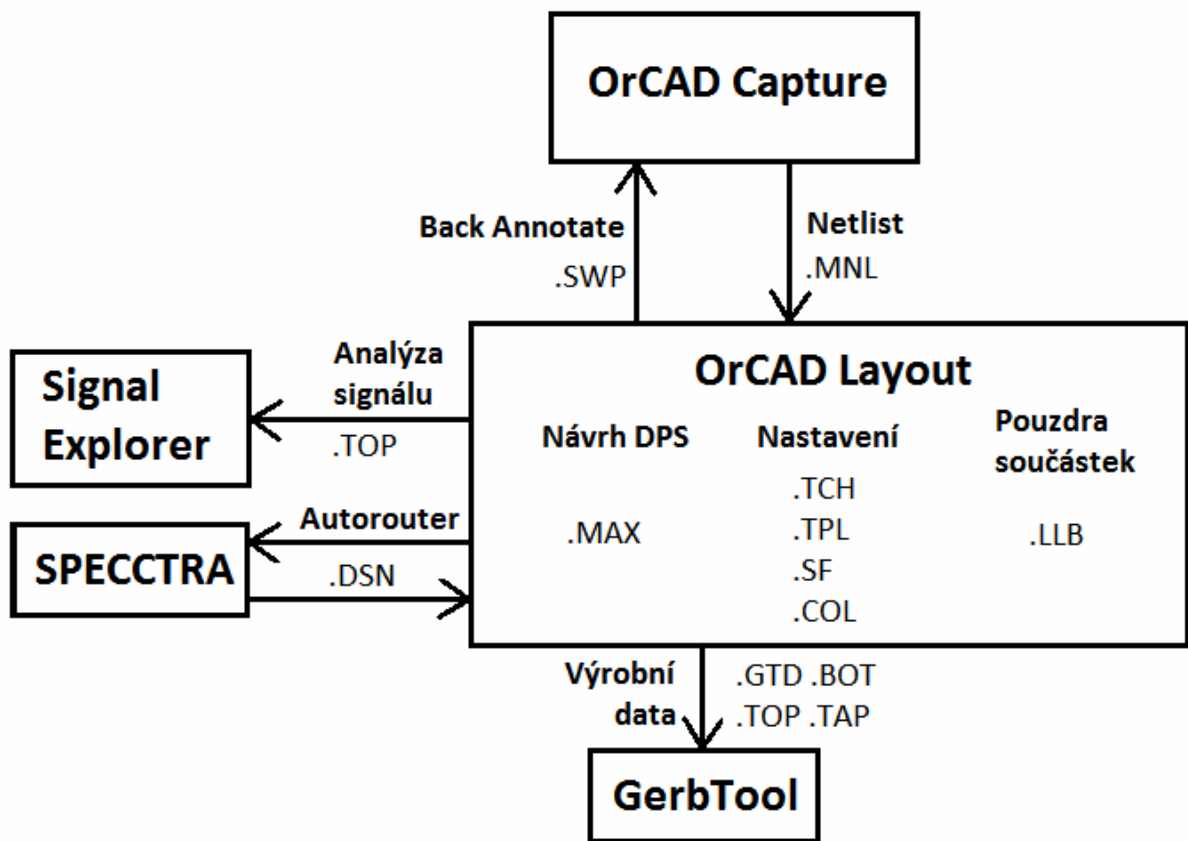 OrCAD Capture
Back Annotate
.SWP
Netlist
.MNL
Signal
Explorer
Analýza
signálu
.TOP
SPECCTRA
Autorouter
.DSN
OrCAD Layout
Návrh DPS
.MAX
Nastavení
.TCH
.TPL
.SF
.COL
Pouzdra
součástek
.LLB
Výrobní
data
.GTD .BOT
.TOP .TAP
GerbTool